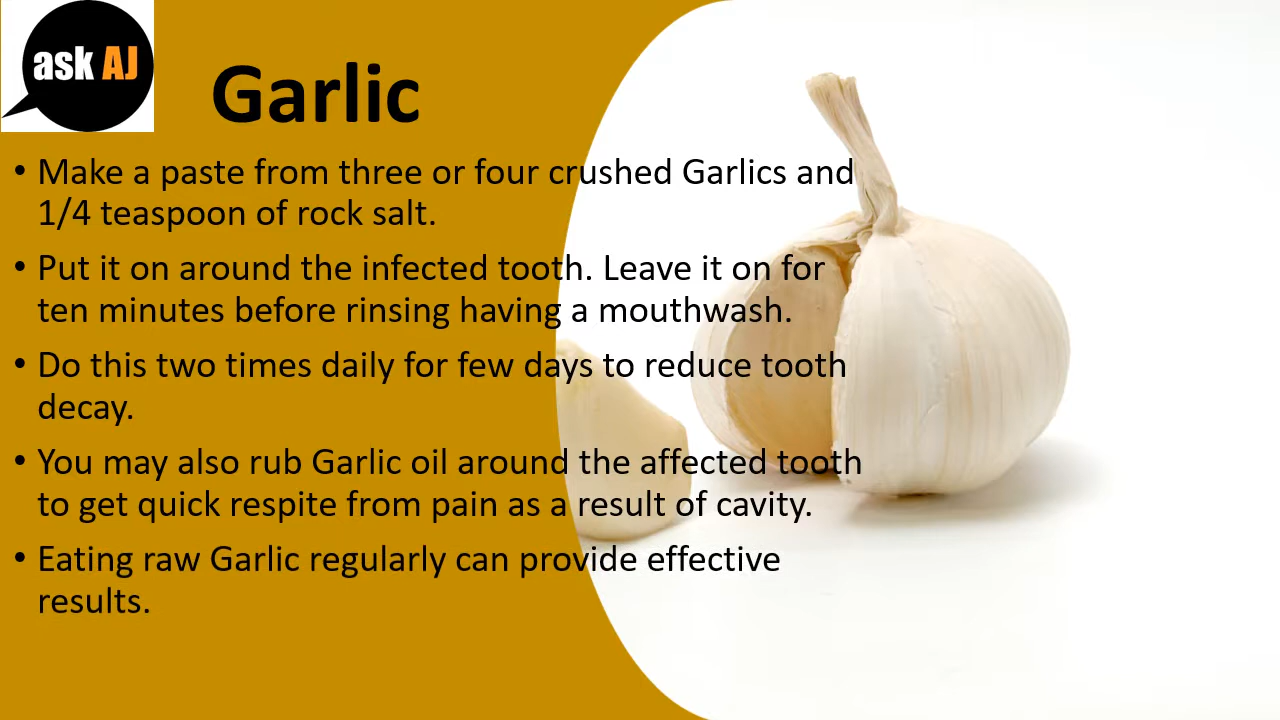 ask AJ
Garlic
• Make a paste from three or four crushed Garlics and
1/4 teaspoon of rock salt.
• Put it on around the infected tooth. Leave it on for
ten minutes before rinsing having a mouthwash.
• Do this two times daily for few days to reduce tooth
decay.
• You may also rub Garlic oil around the affected tooth
to get quick respite from pain as a result of cavity.
• Eating raw Garlic regularly can provide effective
results.